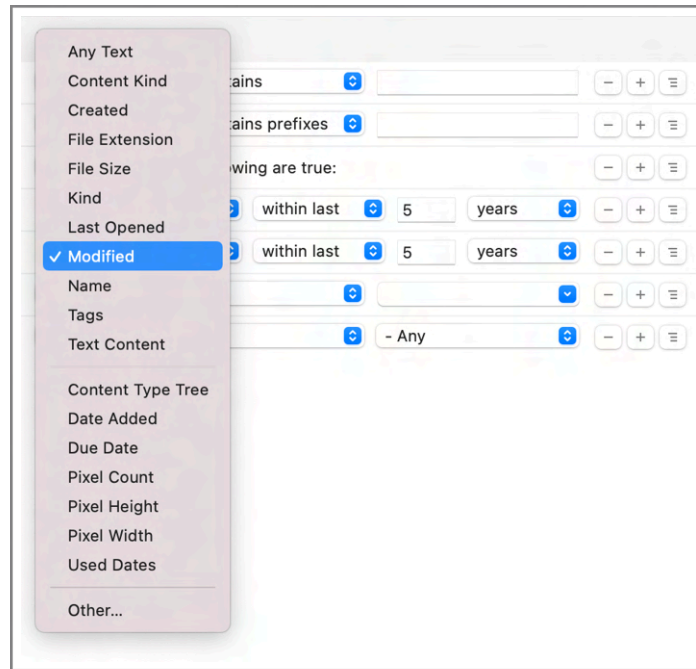 Any Text
Content Kind
tains
Created
File Extension
tains prefixes
File Size
wing are true:
Kind
within last 5 years
Last Opened
✓ Modified
within last 5 years
Name
Tags
Text Content
- Any
Content Type Tree
Date Added
Due Date
Pixel Count
Pixel Height
Pixel Width
Used Dates
Other...